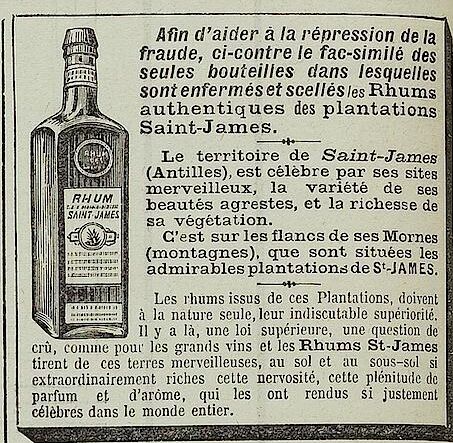 Afin d'aider à la répression de la
fraude, ci-contre le fac-similé des
seules bouteilles dans lesquelles
sont enfermés et scellés les Rhums
authentiques des plantations
Saint-James.
Le territoire de Saint-James
(Antilles), est célèbre par ses sites
merveilleux, la variété de ses
beautés agrestes, et la richesse de
sa végétation.
C'est sur les flancs de ses Mornes
(montagnes), que sont situées les
admirables plantations de St-JAMES.
Les rhums issus de ces Plantations, doivent
à la nature seule, leur indiscutable supériorité.
Il y a là, une loi supérieure, une question de
crû, comme pour les grands vins et les Rhums St-James
tirent de ces terres merveilleuses, au sol et au sous-sol si
extraordinairement riches cette nervosité, cette plénitude de
parfum et d'arôme, qui les ont rendus si justement
célèbres dans le monde entier.
RHUM
SAINT JAMES